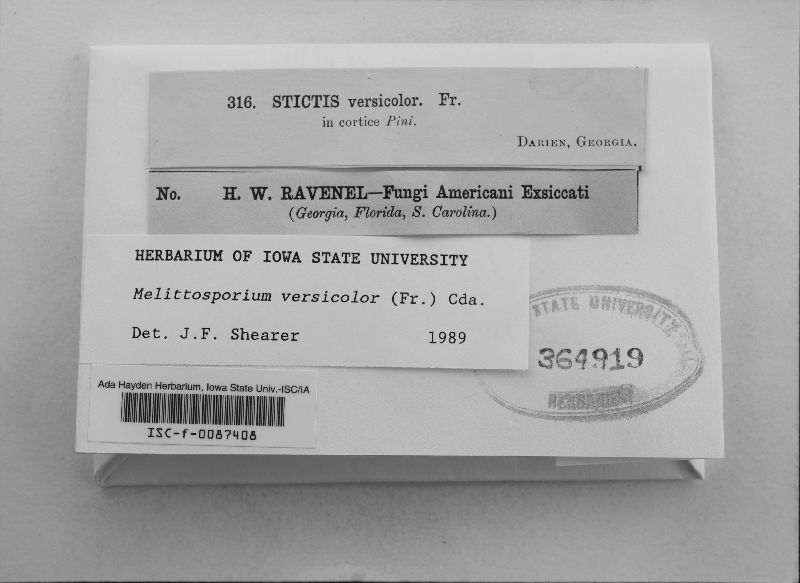 316. STICTIS versicolor. Fr.
in cortice Pini.
DARIEN, GEORGIA.
No. H. W. RAVENEL—Fungi Americani Exsiccati
(Georgia, Florida, S. Carolina.)
HERBARIUM OF IOWA STATE UNIVERSITY
Melittosporium versicolor (Fr.) Cda.
Det. J.F. Shearer 1989
STATE UNIVERSITY
364919
HERBARIUM
Ada Hayden Herbarium, Iowa State Univ.-ISC/IA
ISC-f-0087408